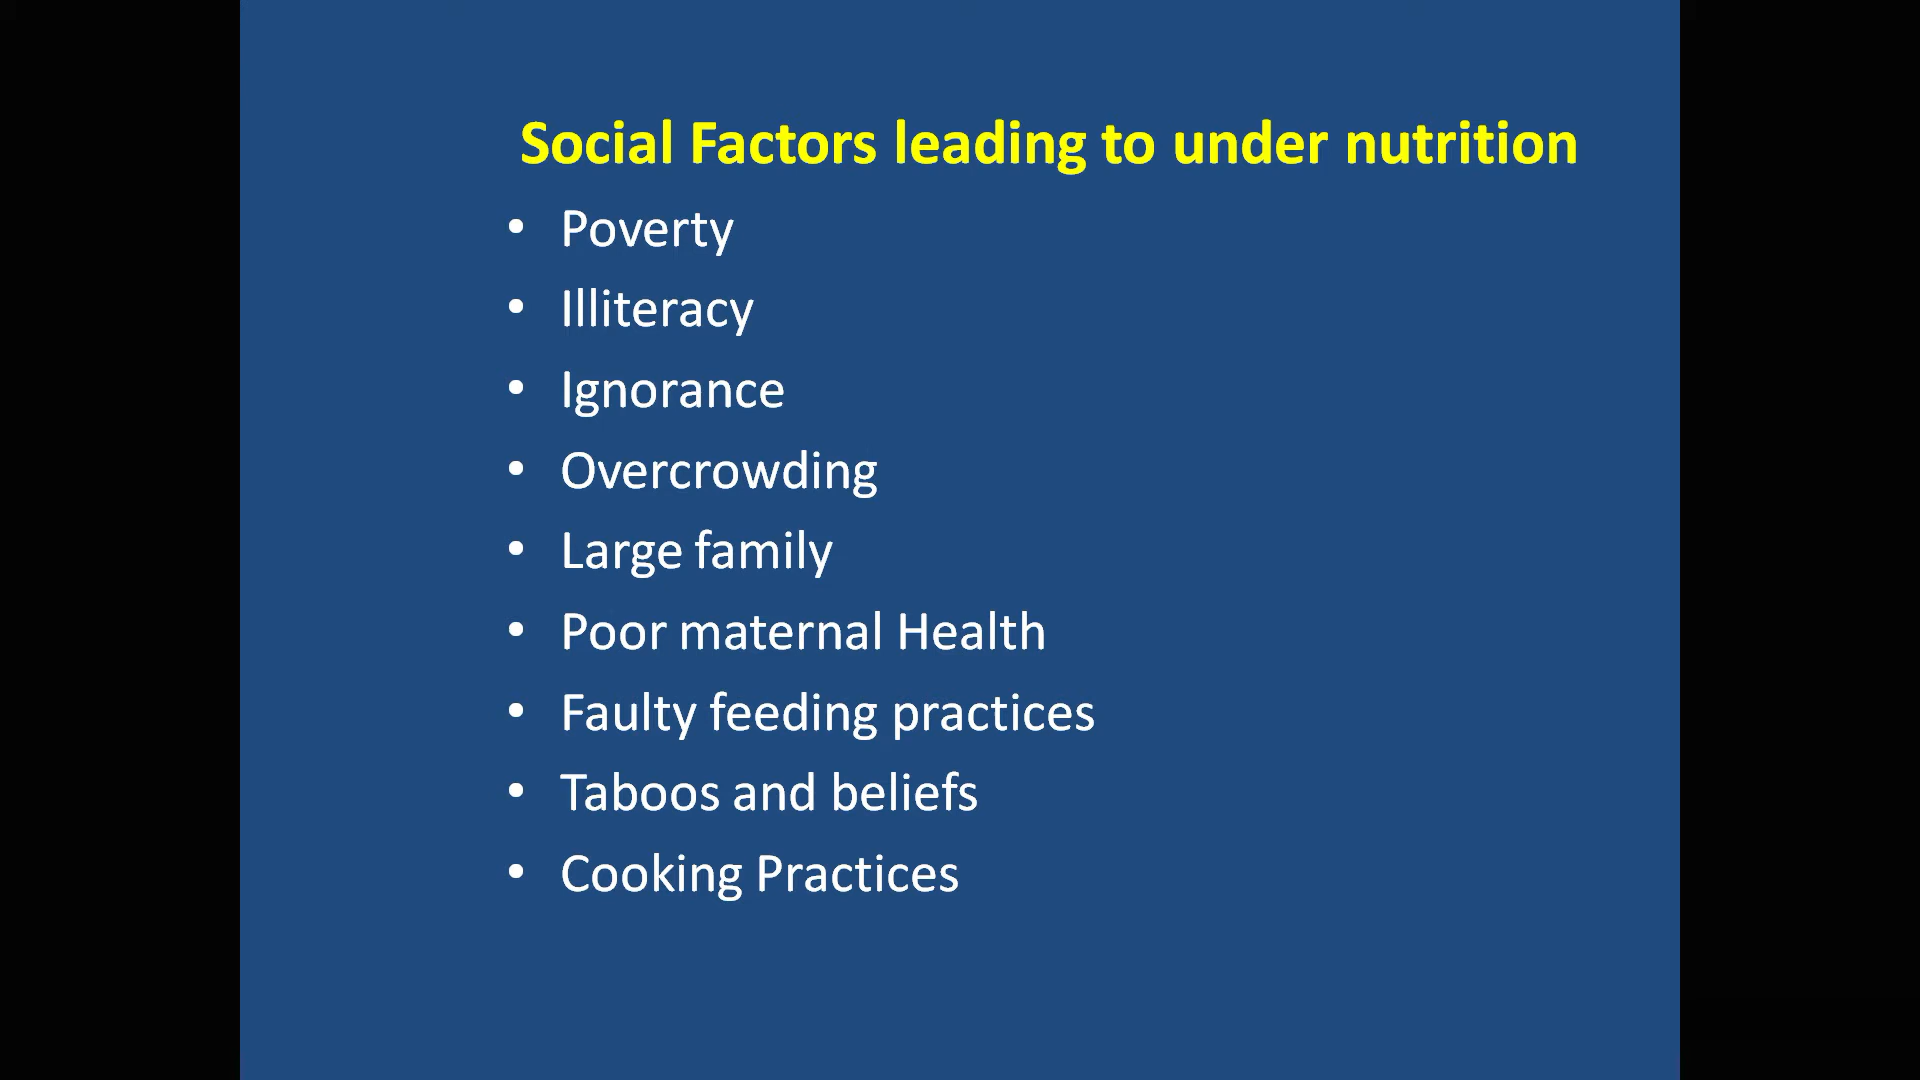 Social Factors leading to under nutrition
• Poverty
• Illiteracy
• Ignorance
• Overcrowding
• Large family
• Poor maternal Health
• Faulty feeding practices
• Taboos and beliefs
• Cooking Practices